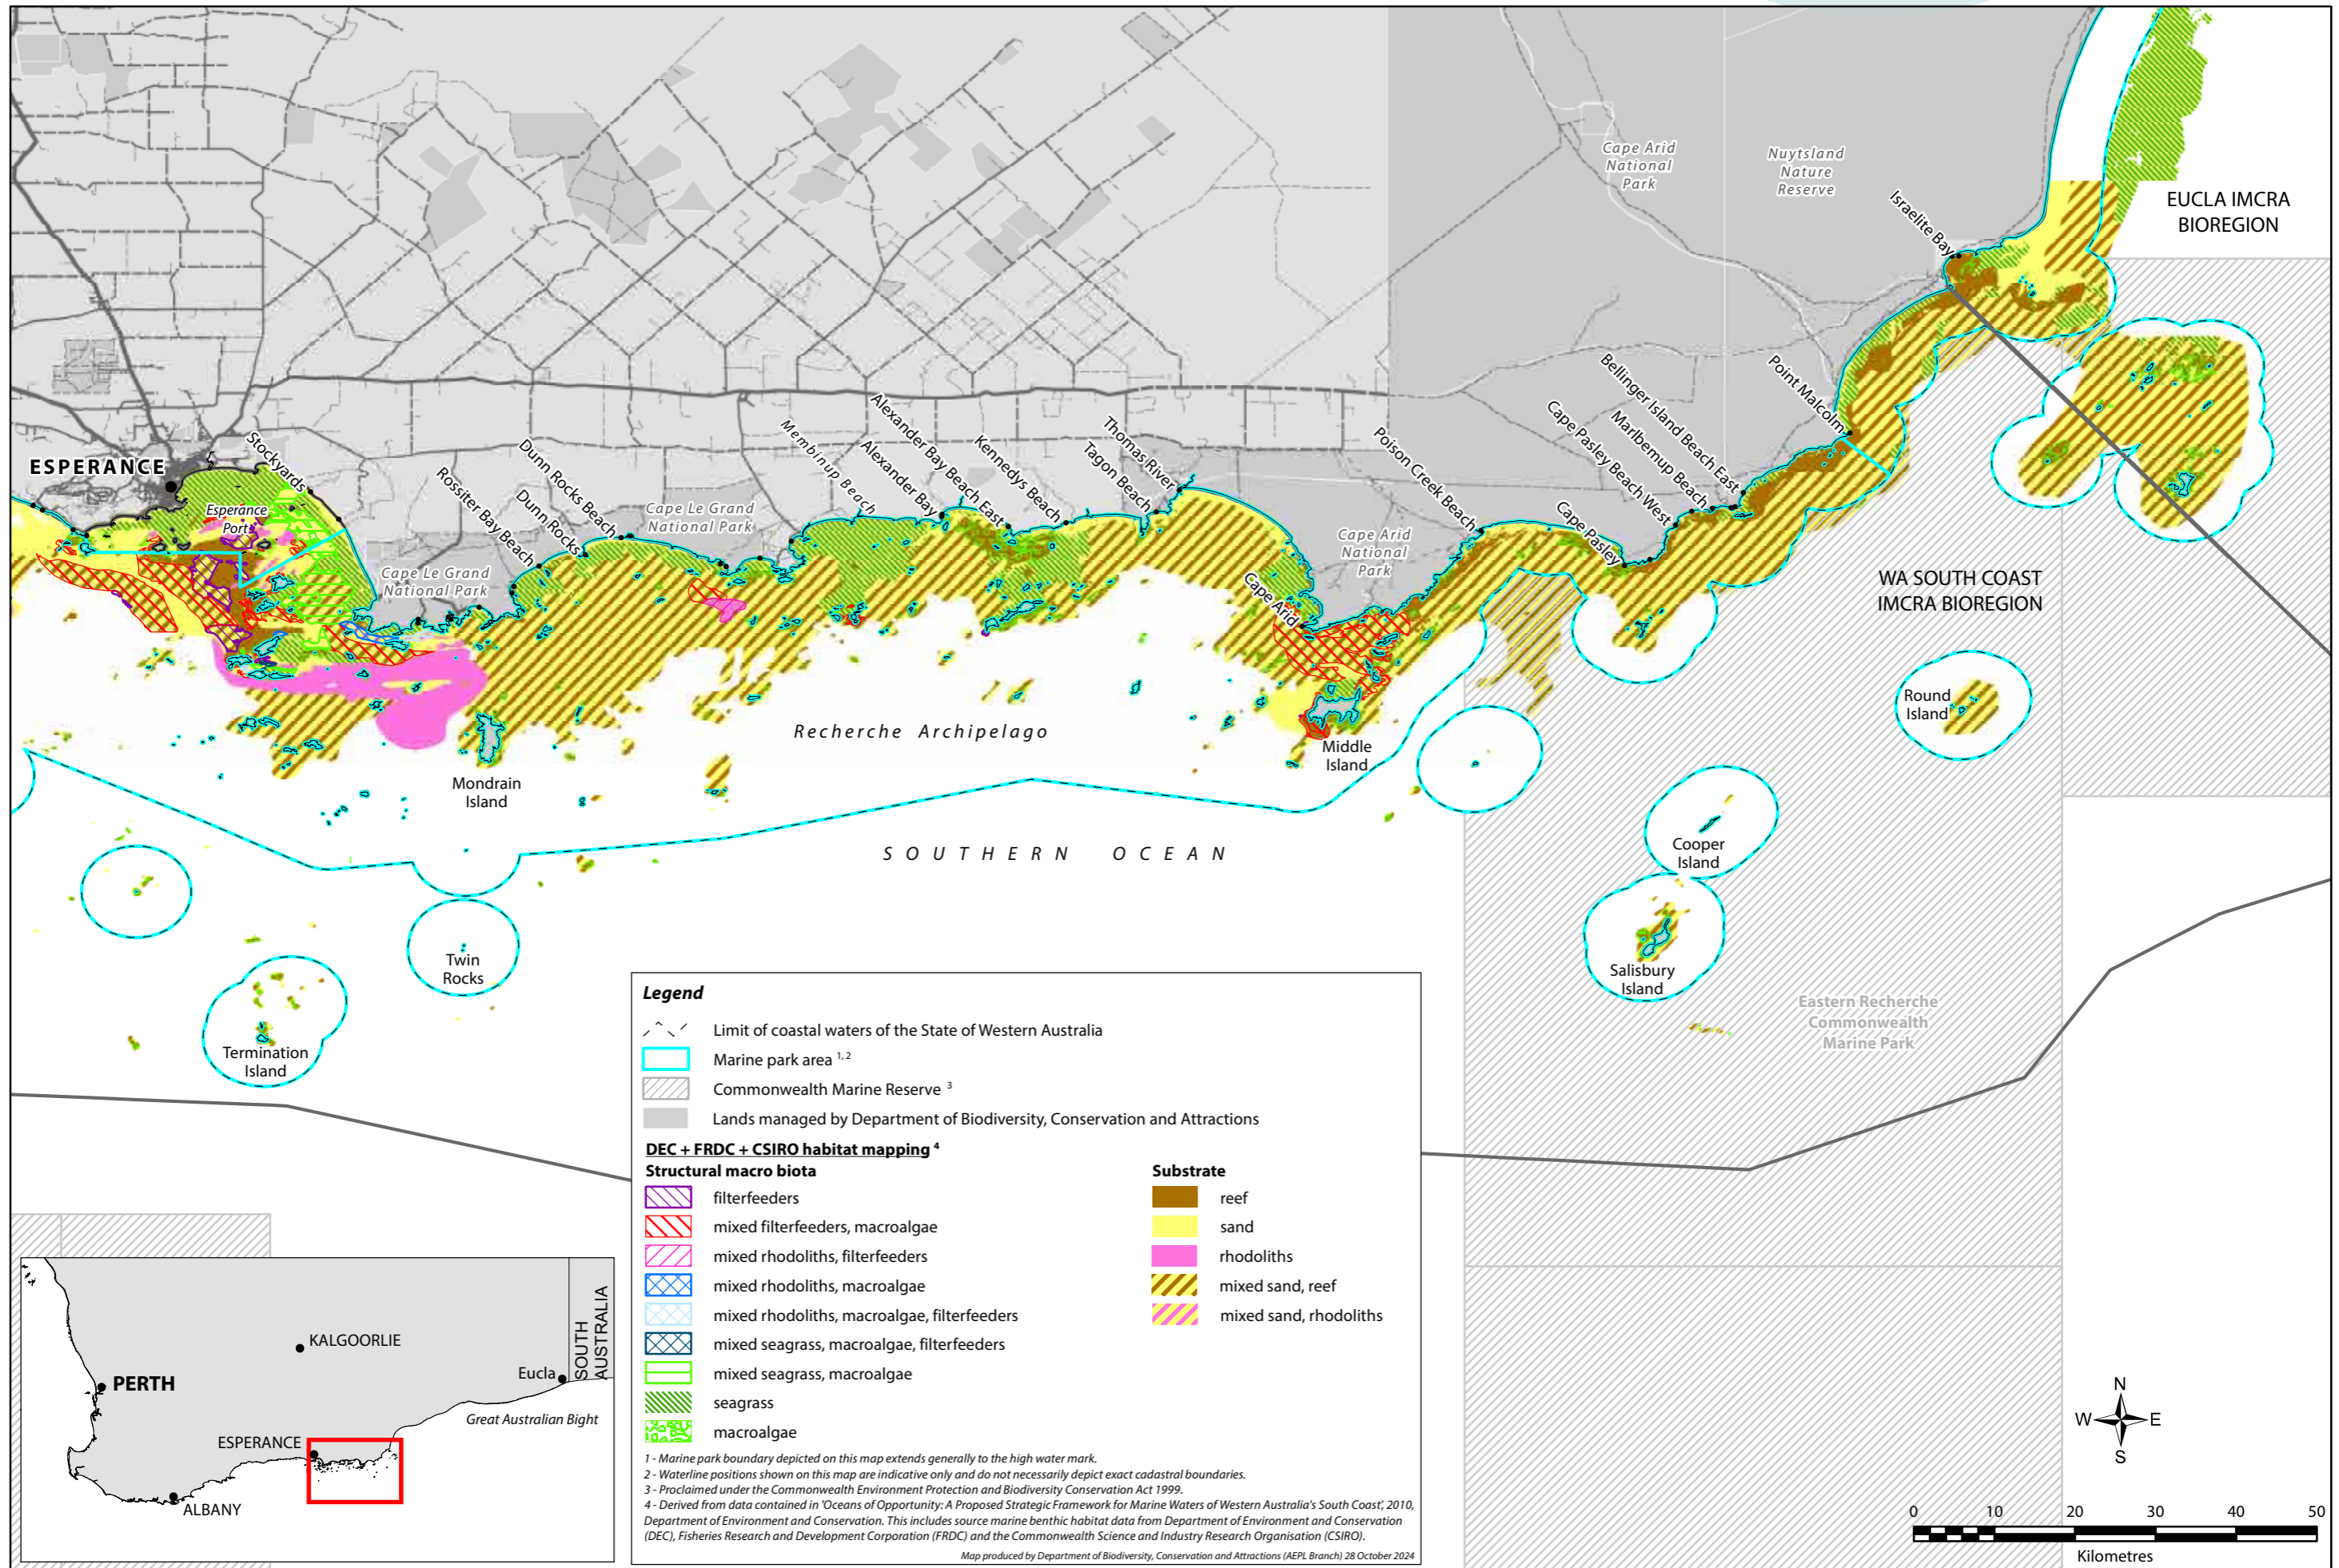 Cape Arid
National
Park
Nuytsland
Nature
Reserve
Israelite Bay
EUCLA IMCRA
BIOREGION
ESPERANCE
Stockyards
Esperance
Port
Rossiter Bay Beach
Dunn Rocks
Dunn Rocks Beach
Cape Le Grand
National Park
Cape Le Grand
National Park
Membinup Beach
Alexander Bay
Alexander Bay Beach East
Kennedys Beach
Tagon Beach
Thomas River
Cape Arid
Cape Arid
National
Park
Poison Creek Beach
Cape Pasley
Cape Pasley Beach West
Marlbemup Beach
Bellinger Island Beach East
Point Malcolm
WA SOUTH COAST
IMCRA BIOREGION
Round
Island
Recherche Archipelago
Mondrain
Island
Middle
Island
SOUTHERN OCEAN
Cooper
Island
Salisbury
Island
Twin
Rocks
Termination
Island
Eastern Recherche
Commonwealth
Marine Park
Legend
Limit of coastal waters of the State of Western Australia
Marine park area 1, 2
Commonwealth Marine Reserve 3
Lands managed by Department of Biodiversity, Conservation and Attractions
DEC + FRDC + CSIRO habitat mapping 4
Structural macro biota
filterfeeders
mixed filterfeeders, macroalgae
mixed rhodoliths, filterfeeders
mixed rhodoliths, macroalgae
mixed rhodoliths, macroalgae, filterfeeders
mixed seagrass, macroalgae, filterfeeders
mixed seagrass, macroalgae
seagrass
macroalgae
Substrate
reef
sand
rhodoliths
mixed sand, reef
mixed sand, rhodoliths
1 - Marine park boundary depicted on this map extends generally to the high water mark.
2 - Waterline positions shown on this map are indicative only and do not necessarily depict exact cadastral boundaries.
3 - Proclaimed under the Commonwealth Environment Protection and Biodiversity Conservation Act 1999.
4 - Derived from data contained in 'Oceans of Opportunity: A Proposed Strategic Framework for Marine Waters of Western Australia's South Coast', 2010,
Department of Environment and Conservation. This includes source marine benthic habitat data from Department of Environment and Conservation
(DEC), Fisheries Research and Development Corporation (FRDC) and the Commonwealth Science and Industry Research Organisation (CSIRO).
Map produced by Department of Biodiversity, Conservation and Attractions (AEPL Branch) 28 October 2024
KALGOORLIE
PERTH
Eucla
SOUTH
AUSTRALIA
Great Australian Bight
ESPERANCE
ALBANY
N
W E
S
0 10 20 30 40 50
Kilometres